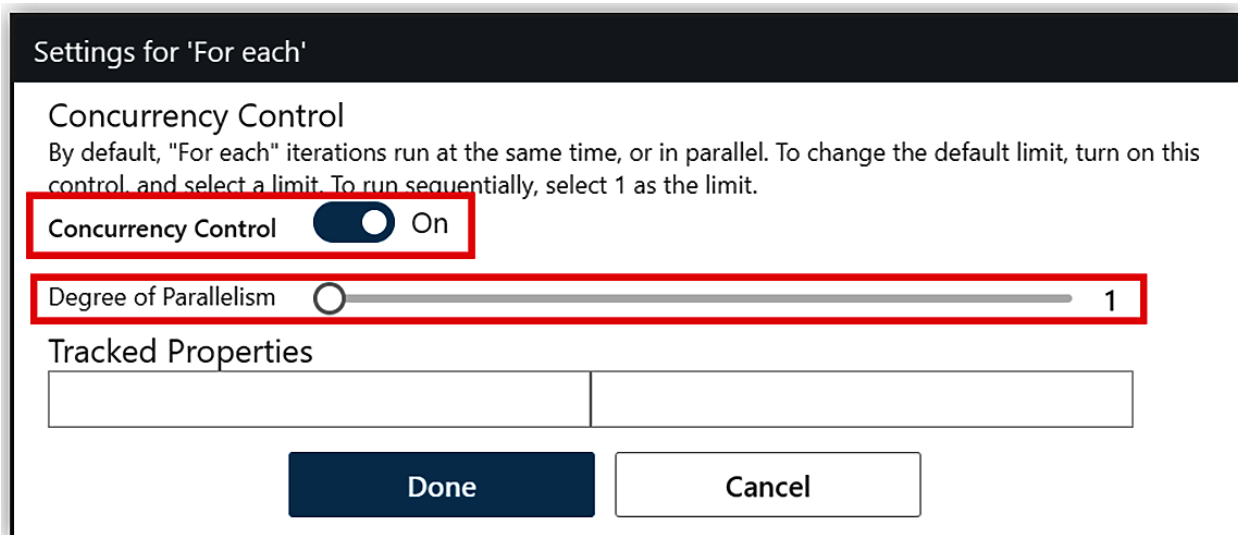 Settings for 'For each'
Concurrency Control
By default, "For each" iterations run at the same time, or in parallel. To change the default limit, turn on this
control, and select a limit. To run sequentially, select 1 as the limit.
Concurrency Control On
Degree of Parallelism 1
Tracked Properties
Done Cancel